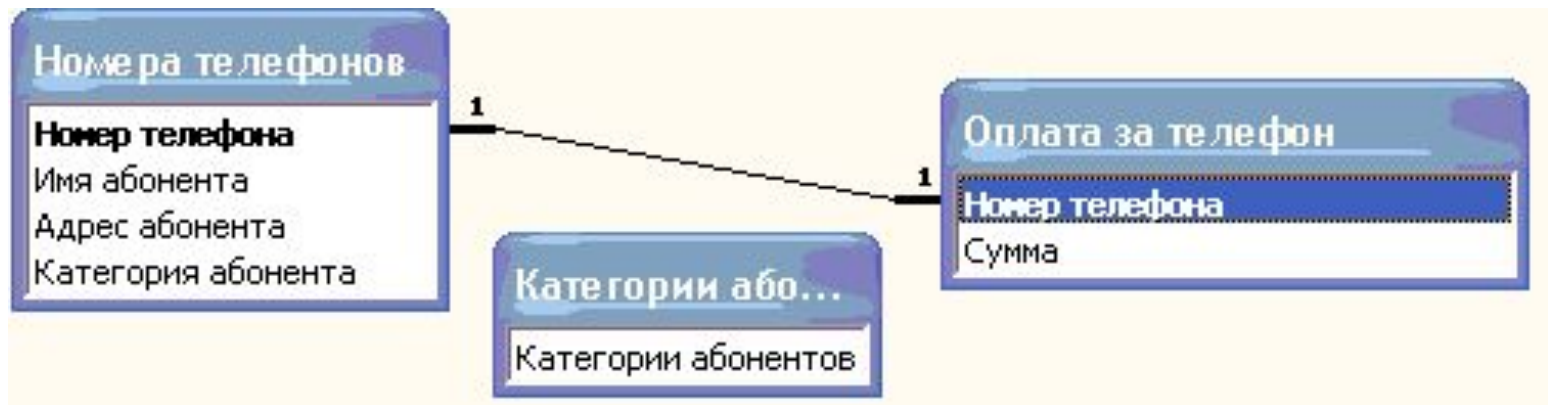 Номера телефонов
Номер телефона
Имя абонента
Адрес абонента
Категория абонента
1
1
Оплата за телефон
Номер телефона
Сумма
Категории або...
Категории абонентов